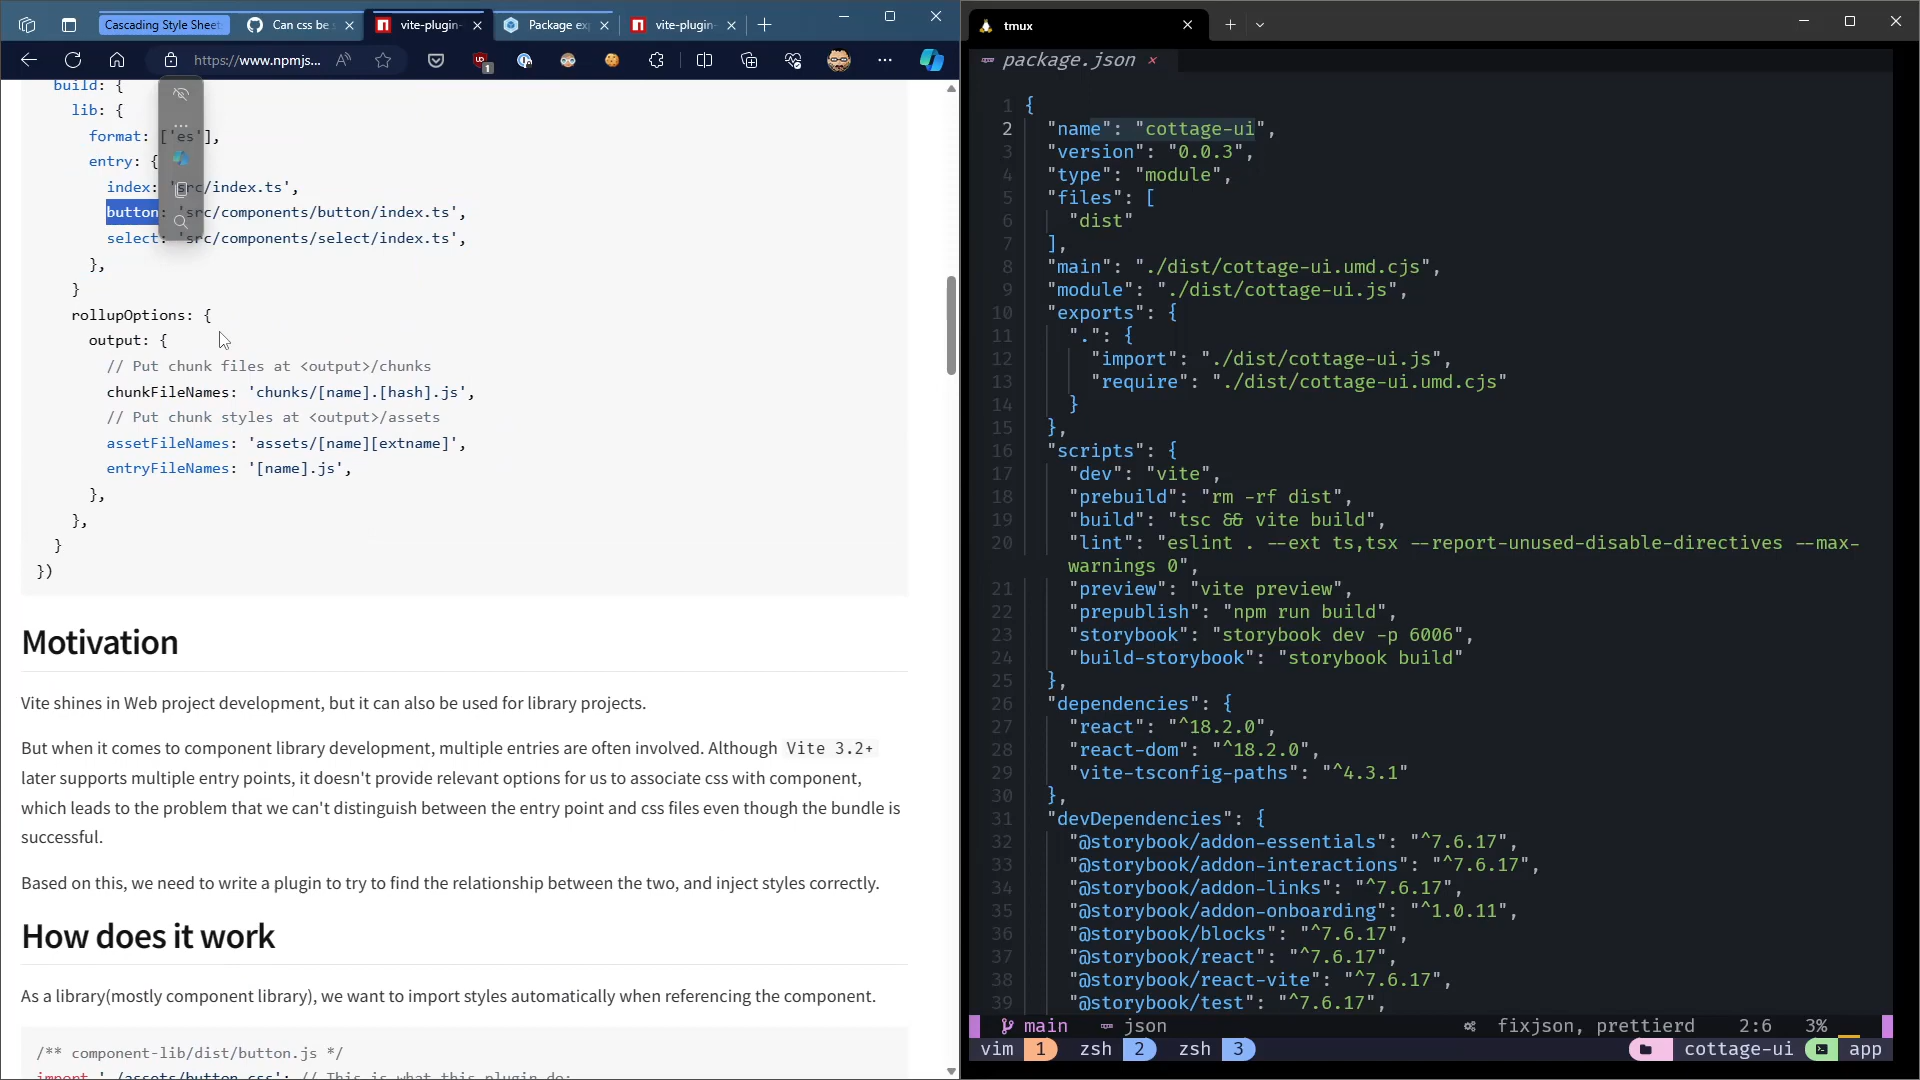 Cascading Style Sheet
Can css be s
vite-plugin-
Package ex
vite-plugin-
https://www.npmjs...
build: {
lib: {
format: ['es'],
entry: {
index: 'src/index.ts',
button: 'src/components/button/index.ts',
select: 'src/components/select/index.ts',
},
}
rollupOptions: {
output: {
// Put chunk files at <output>/chunks
chunkFileNames: 'chunks/[name].[hash].js',
// Put chunk styles at <output>/assets
assetFileNames: 'assets/[name][extname]',
entryFileNames: '[name].js',
},
},
}
})
Motivation
Vite shines in Web project development, but it can also be used for library projects.
But when it comes to component library development, multiple entries are often involved. Although Vite 3.2+
later supports multiple entry points, it doesn't provide relevant options for us to associate css with component,
which leads to the problem that we can't distinguish between the entry point and css files even though the bundle is
successful.
Based on this, we need to write a plugin to try to find the relationship between the two, and inject styles correctly.
How does it work
As a library(mostly component library), we want to import styles automatically when referencing the component.
/** component-lib/dist/button.js */
import './assets/button.css'; // This is what this plugin do:
tmux
package.json ×
1 {
2 "name": "cottage-ui",
3 "version": "0.0.3",
4 "type": "module",
5 "files": [
6 "dist"
7 ],
8 "main": "./dist/cottage-ui.umd.cjs",
9 "module": "./dist/cottage-ui.js",
10 "exports": {
11 ".": {
12 "import": "./dist/cottage-ui.js",
13 "require": "./dist/cottage-ui.umd.cjs"
14 }
15 },
16 "scripts": {
17 "dev": "vite",
18 "prebuild": "rm -rf dist",
19 "build": "tsc && vite build",
20 "lint": "eslint . --ext ts,tsx --report-unused-disable-directives --max-
warnings 0",
21 "preview": "vite preview",
22 "prepublish": "npm run build",
23 "storybook": "storybook dev -p 6006",
24 "build-storybook": "storybook build"
25 },
26 "dependencies": {
27 "react": "^18.2.0",
28 "react-dom": "^18.2.0",
29 "vite-tsconfig-paths": "^4.3.1"
30 },
31 "devDependencies": {
32 "@storybook/addon-essentials": "^7.6.17",
33 "@storybook/addon-interactions": "^7.6.17",
34 "@storybook/addon-links": "^7.6.17",
35 "@storybook/addon-onboarding": "^1.0.11",
36 "@storybook/blocks": "^7.6.17",
37 "@storybook/react": "^7.6.17",
38 "@storybook/react-vite": "^7.6.17",
39 "@storybook/test": "^7.6.17",
main json fixjson, prettierd 2:6 3%
vim 1 zsh 2 zsh 3 cottage-ui app